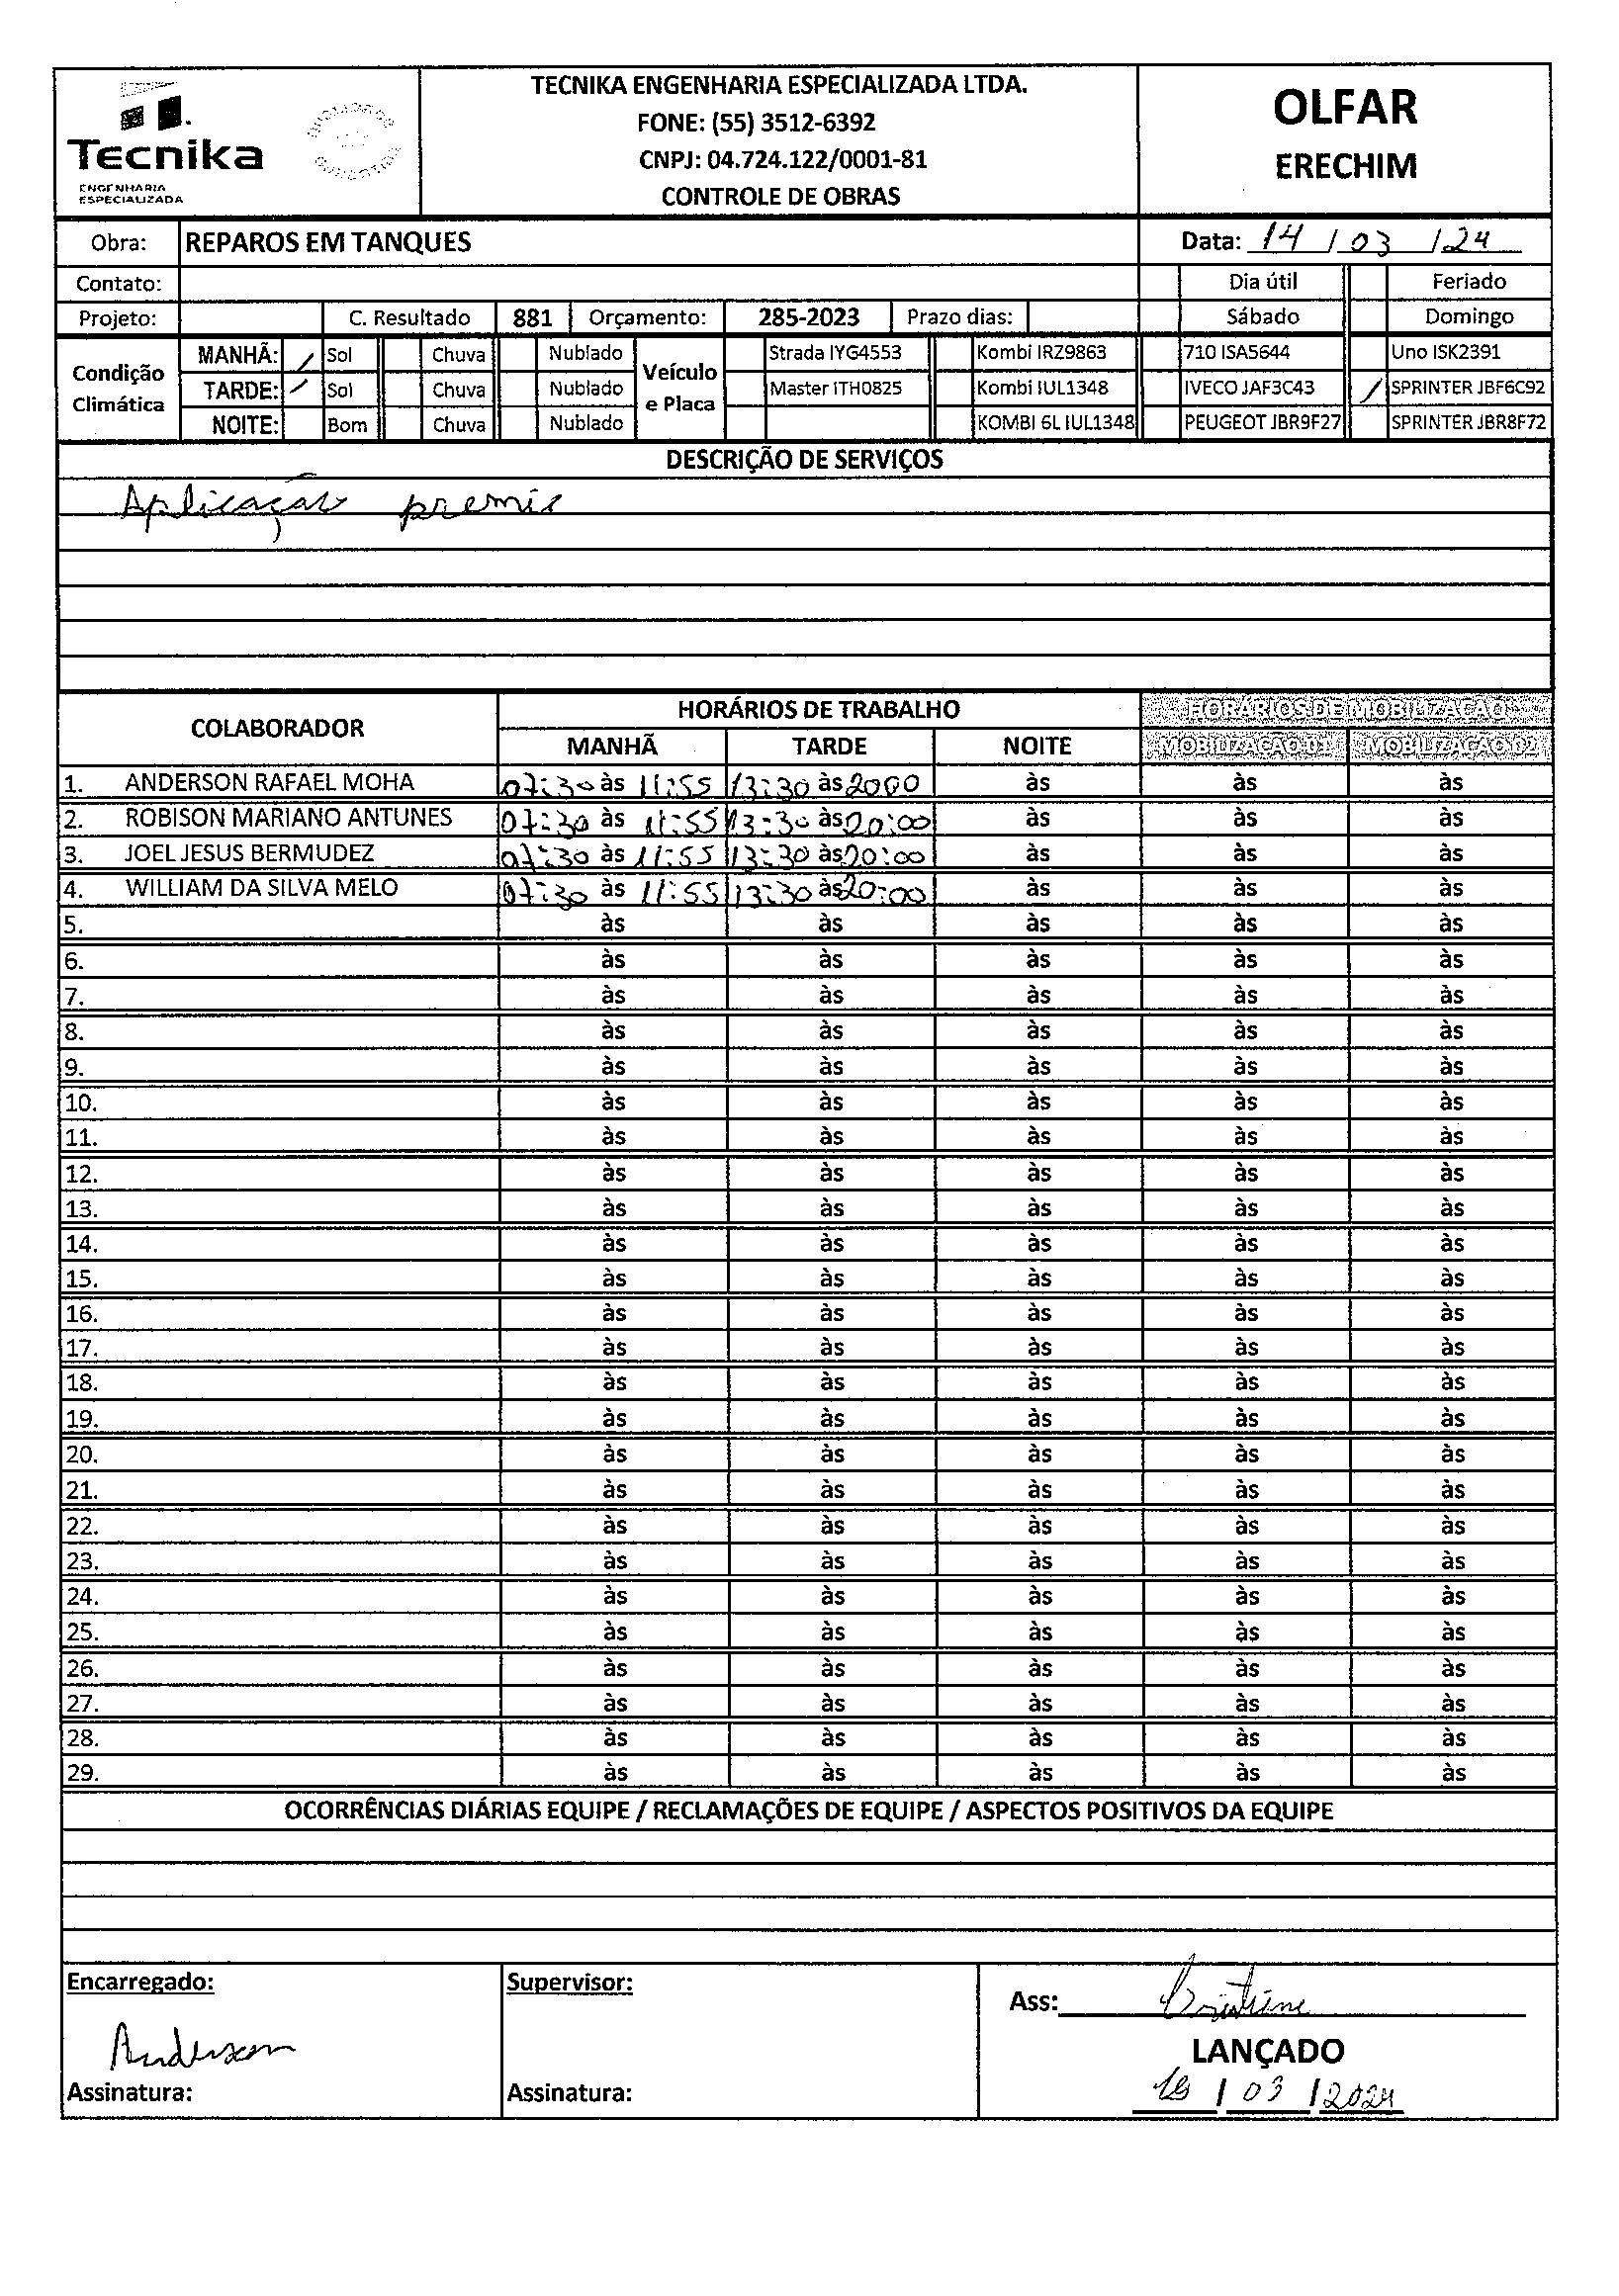 TECNIKA ENGENHARIA ESPECIALIZADA LTDA.
FONE: (55) 3512-6392
CNPJ: 04.724.122/0001-81
CONTROLE DE OBRAS
Tecnika
ENGENHARIA
ESPECIALIZADA
OLFAR
ERECHIM
Obra: REPAROS EM TANQUES Data: 14 / 03 / 24
Contato: Dia útil Feriado
Projeto: C. Resultado 881 Orçamento: 285-2023 Prazo dias: Sábado Domingo
Condição Climática
MANHÃ: / Sol Chuva Nublado
TARDE: / Sol Chuva Nublado
NOITE: Bom Chuva Nublado
Veículo e Placa
Strada IYG4553 Kombi IRZ9863 710 ISA5644 Uno ISK2391
Master ITH0825 Kombi IUL1348 IVECO JAF3C43 / SPRINTER JBF6C92
KOMBI 6L IUL1348 PEUGEOT JBR9F27 SPRINTER JBR8F72
DESCRIÇÃO DE SERVIÇOS
Aplicação premic
COLABORADOR HORÁRIOS DE TRABALHO HORÁRIOS DE MOBILIZAÇÃO
MANHÃ TARDE NOITE MOBILIZAÇÃO 01 MOBILIZAÇÃO 02
1. ANDERSON RAFAEL MOHA 07:30 às 11:55 13:30 às 2000 às às às
2. ROBISON MARIANO ANTUNES 07:30 às 11:55 13:30 às 20:00 às às às
3. JOEL JESUS BERMUDEZ 07:30 às 11:55 13:30 às 20:00 às às às
4. WILLIAM DA SILVA MELO 07:30 às 11:55 13:30 às 20:00 às às às
5. às às às às às
6. às às às às às
7. às às às às às
8. às às às às às
9. às às às às às
10. às às às às às
11. às às às às às
12. às às às às às
13. às às às às às
14. às às às às às
15. às às às às às
16. às às às às às
17. às às às às às
18. às às às às às
19. às às às às às
20. às às às às às
21. às às às às às
22. às às às às às
23. às às às às às
24. às às às às às
25. às às às às às
26. às às às às às
27. às às às às às
28. às às às às às
29. às às às às às
OCORRÊNCIAS DIÁRIAS EQUIPE / RECLAMAÇÕES DE EQUIPE / ASPECTOS POSITIVOS DA EQUIPE
Encarregado: Supervisor:
Ass: Cristiane
Anderson
LANÇADO
Assinatura: Assinatura:
/ 03 / 2024